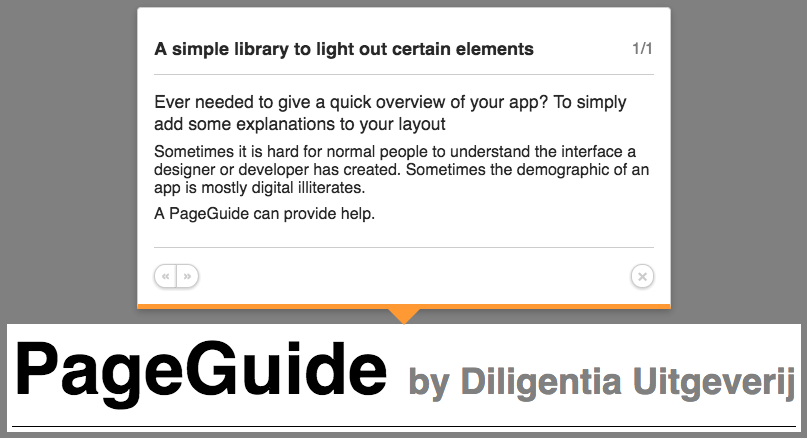 A simple library to light out certain elements 1/1
Ever needed to give a quick overview of your app? To simply
add some explanations to your layout
Sometimes it is hard for normal people to understand the interface a
designer or developer has created. Sometimes the demographic of an
app is mostly digital illiterates.
A PageGuide can provide help.
« » ×
PageGuide by Diligentia Uitgeverij